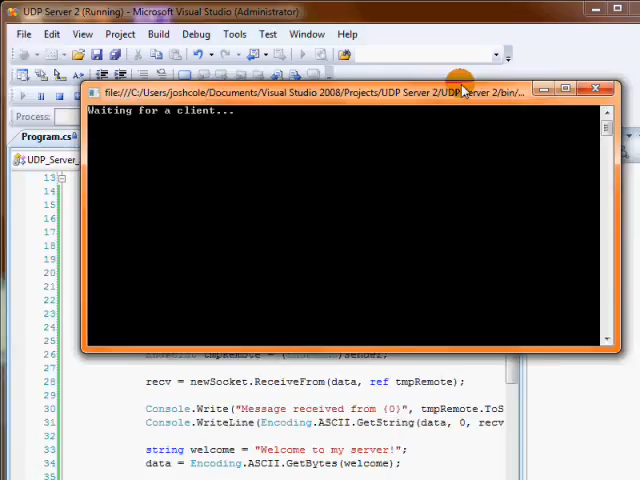 UDP Server 2 (Running) - Microsoft Visual Studio (Administrator)
File Edit View Project Build Debug Tools Test Window Help
Process:
file:///C:/Users/joshcole/Documents/Visual Studio 2008/Projects/UDP Server 2/UDP Server 2/bin/...
Waiting for a client...
Program.cs
UDP_Server_
13
14
15
16
17
18
19
20
21
22
23
24
25
26
27
28 recv = newSocket.ReceiveFrom(data, ref tmpRemote);
29
30 Console.Write("Message received from {0}", tmpRemote.ToS
31 Console.WriteLine(Encoding.ASCII.GetString(data, 0, recv
32
33 string welcome = "Welcome to my server!";
34 data = Encoding.ASCII.GetBytes(welcome);
35